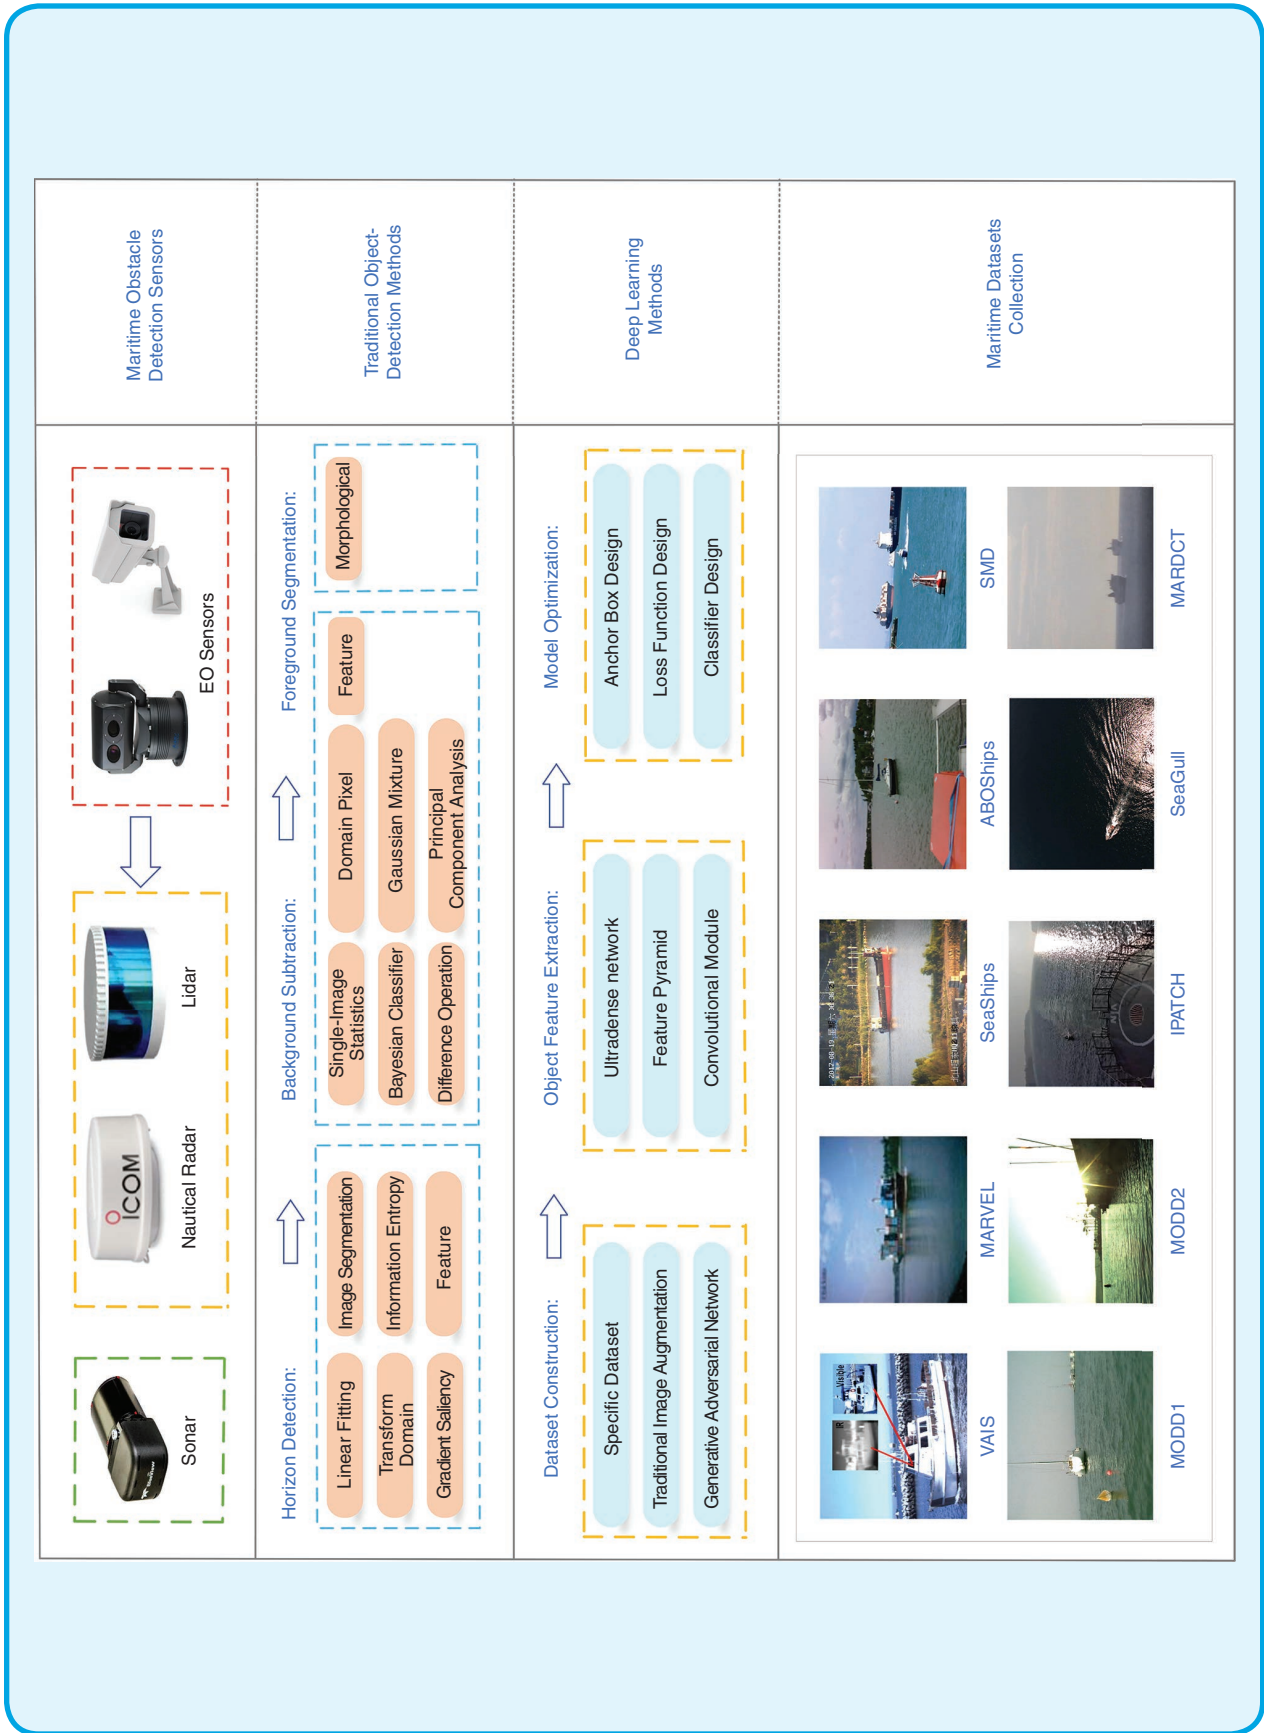 Maritime Obstacle
Detection Sensors
Sonar
Nautical Radar
ICOM
Lidar
EO Sensors
Traditional Object-
Detection Methods
Horizon Detection:
Linear Fitting
Image Segmentation
Transform
Domain
Information Entropy
Gradient Saliency
Feature
Background Subtraction:
Single-Image
Statistics
Domain Pixel
Feature
Bayesian Classifier
Gaussian Mixture
Difference Operation
Principal
Component Analysis
Foreground Segmentation:
Morphological
Deep Learning
Methods
Dataset Construction:
Specific Dataset
Traditional Image Augmentation
Generative Adversarial Network
Object Feature Extraction:
Ultradense network
Feature Pyramid
Convolutional Module
Model Optimization:
Anchor Box Design
Loss Function Design
Classifier Design
Maritime Datasets
Collection
Visible
VAIS
MARVEL
SeaShips
ABOShips
SMD
MODD1
MODD2
IPATCH
SeaGull
MARDCT